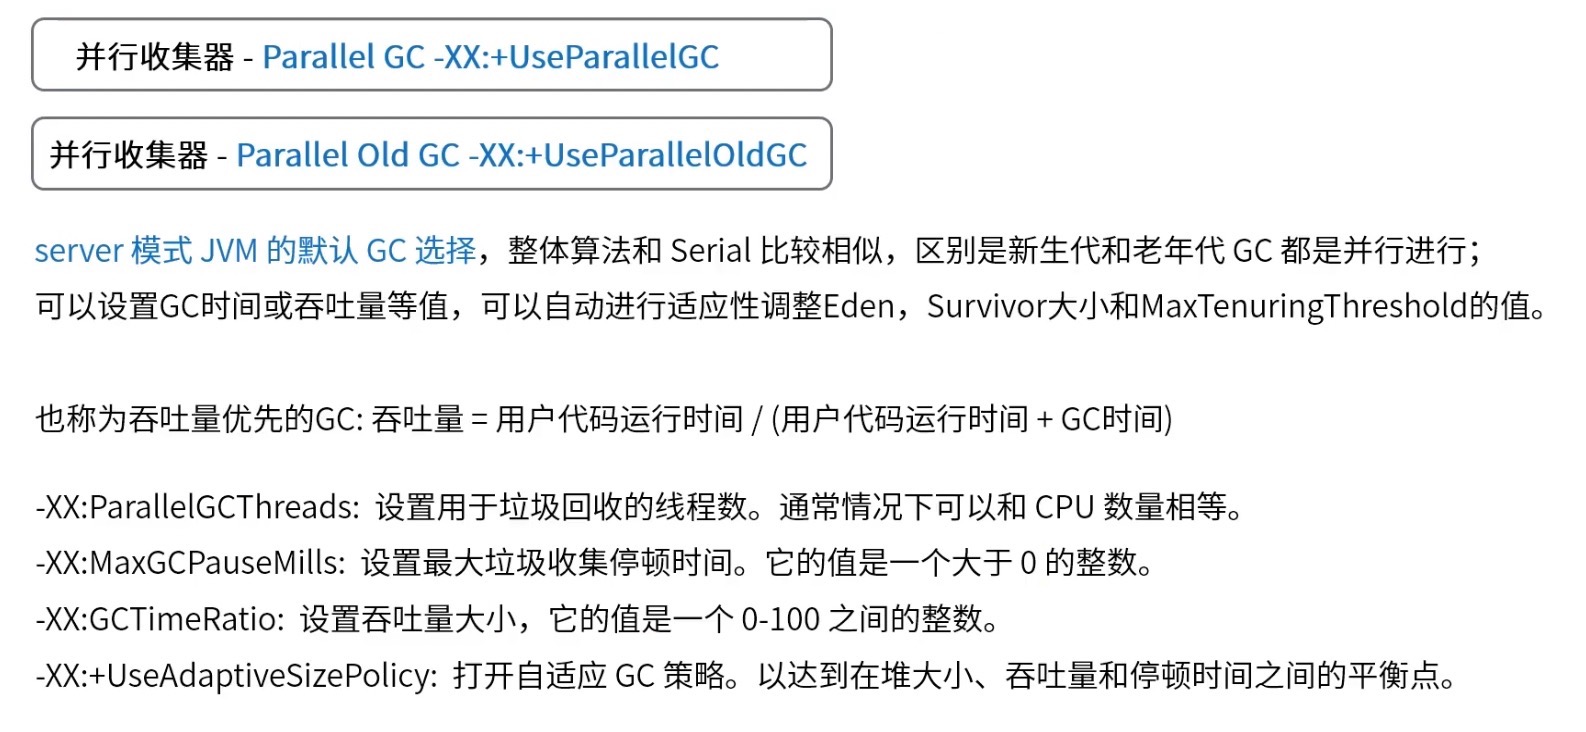 并行收集器 - Parallel GC -XX:+UseParallelGC
并行收集器 - Parallel Old GC -XX:+UseParallelOldGC
server 模式 JVM 的默认 GC 选择，整体算法和 Serial 比较相似，区别是新生代和老年代 GC 都是并行进行；
可以设置GC时间或吞吐量等值，可以自动进行适应性调整Eden，Survivor大小和MaxTenuringThreshold的值。
也称为吞吐量优先的GC: 吞吐量 = 用户代码运行时间 / (用户代码运行时间 + GC时间)
-XX:ParallelGCThreads: 设置用于垃圾回收的线程数。通常情况下可以和 CPU 数量相等。
-XX:MaxGCPauseMills: 设置最大垃圾收集停顿时间。它的值是一个大于 0 的整数。
-XX:GCTimeRatio: 设置吞吐量大小，它的值是一个 0-100 之间的整数。
-XX:+UseAdaptiveSizePolicy: 打开自适应 GC 策略。以达到在堆大小、吞吐量和停顿时间之间的平衡点。